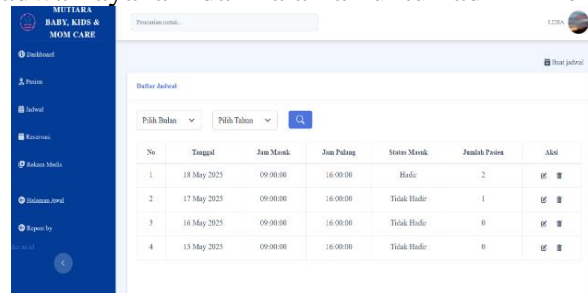 MUTIARA
BABY, KIDS &
MOM CARE
Pencarian untuk...
LUNA
Dashboard
Pasien
Jadwal
Reservasi
Rekam Medis
Halaman Awal
Report by
Buat jadwal
Daftar Jadwal
Pilih Bulan
Pilih Tahun
No Tanggal Jam Masuk Jam Pulang Status Masuk Jumlah Pasien Aksi
1 18 May 2025 09:00:00 16:00:00 Hadir 2
2 17 May 2025 09:00:00 16:00:00 Tidak Hadir 1
3 16 May 2025 09:00:00 16:00:00 Tidak Hadir 0
4 15 May 2025 09:00:00 16:00:00 Tidak Hadir 0